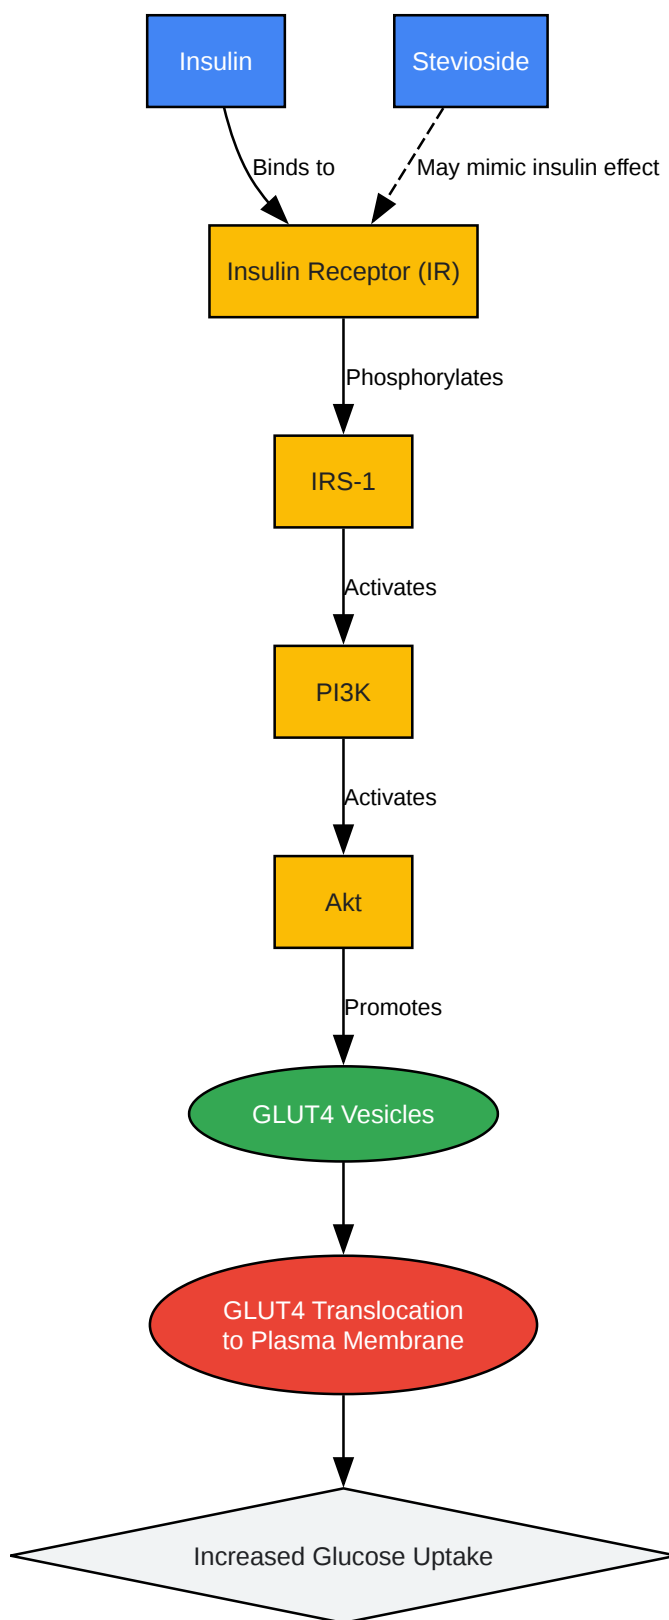 Insulin
Stevioside
Binds to
May mimic insulin effect
Insulin Receptor (IR)
Phosphorylates
IRS-1
Activates
PI3K
Activates
Akt
Promotes
GLUT4 Vesicles
GLUT4 Translocation
to Plasma Membrane
Increased Glucose Uptake